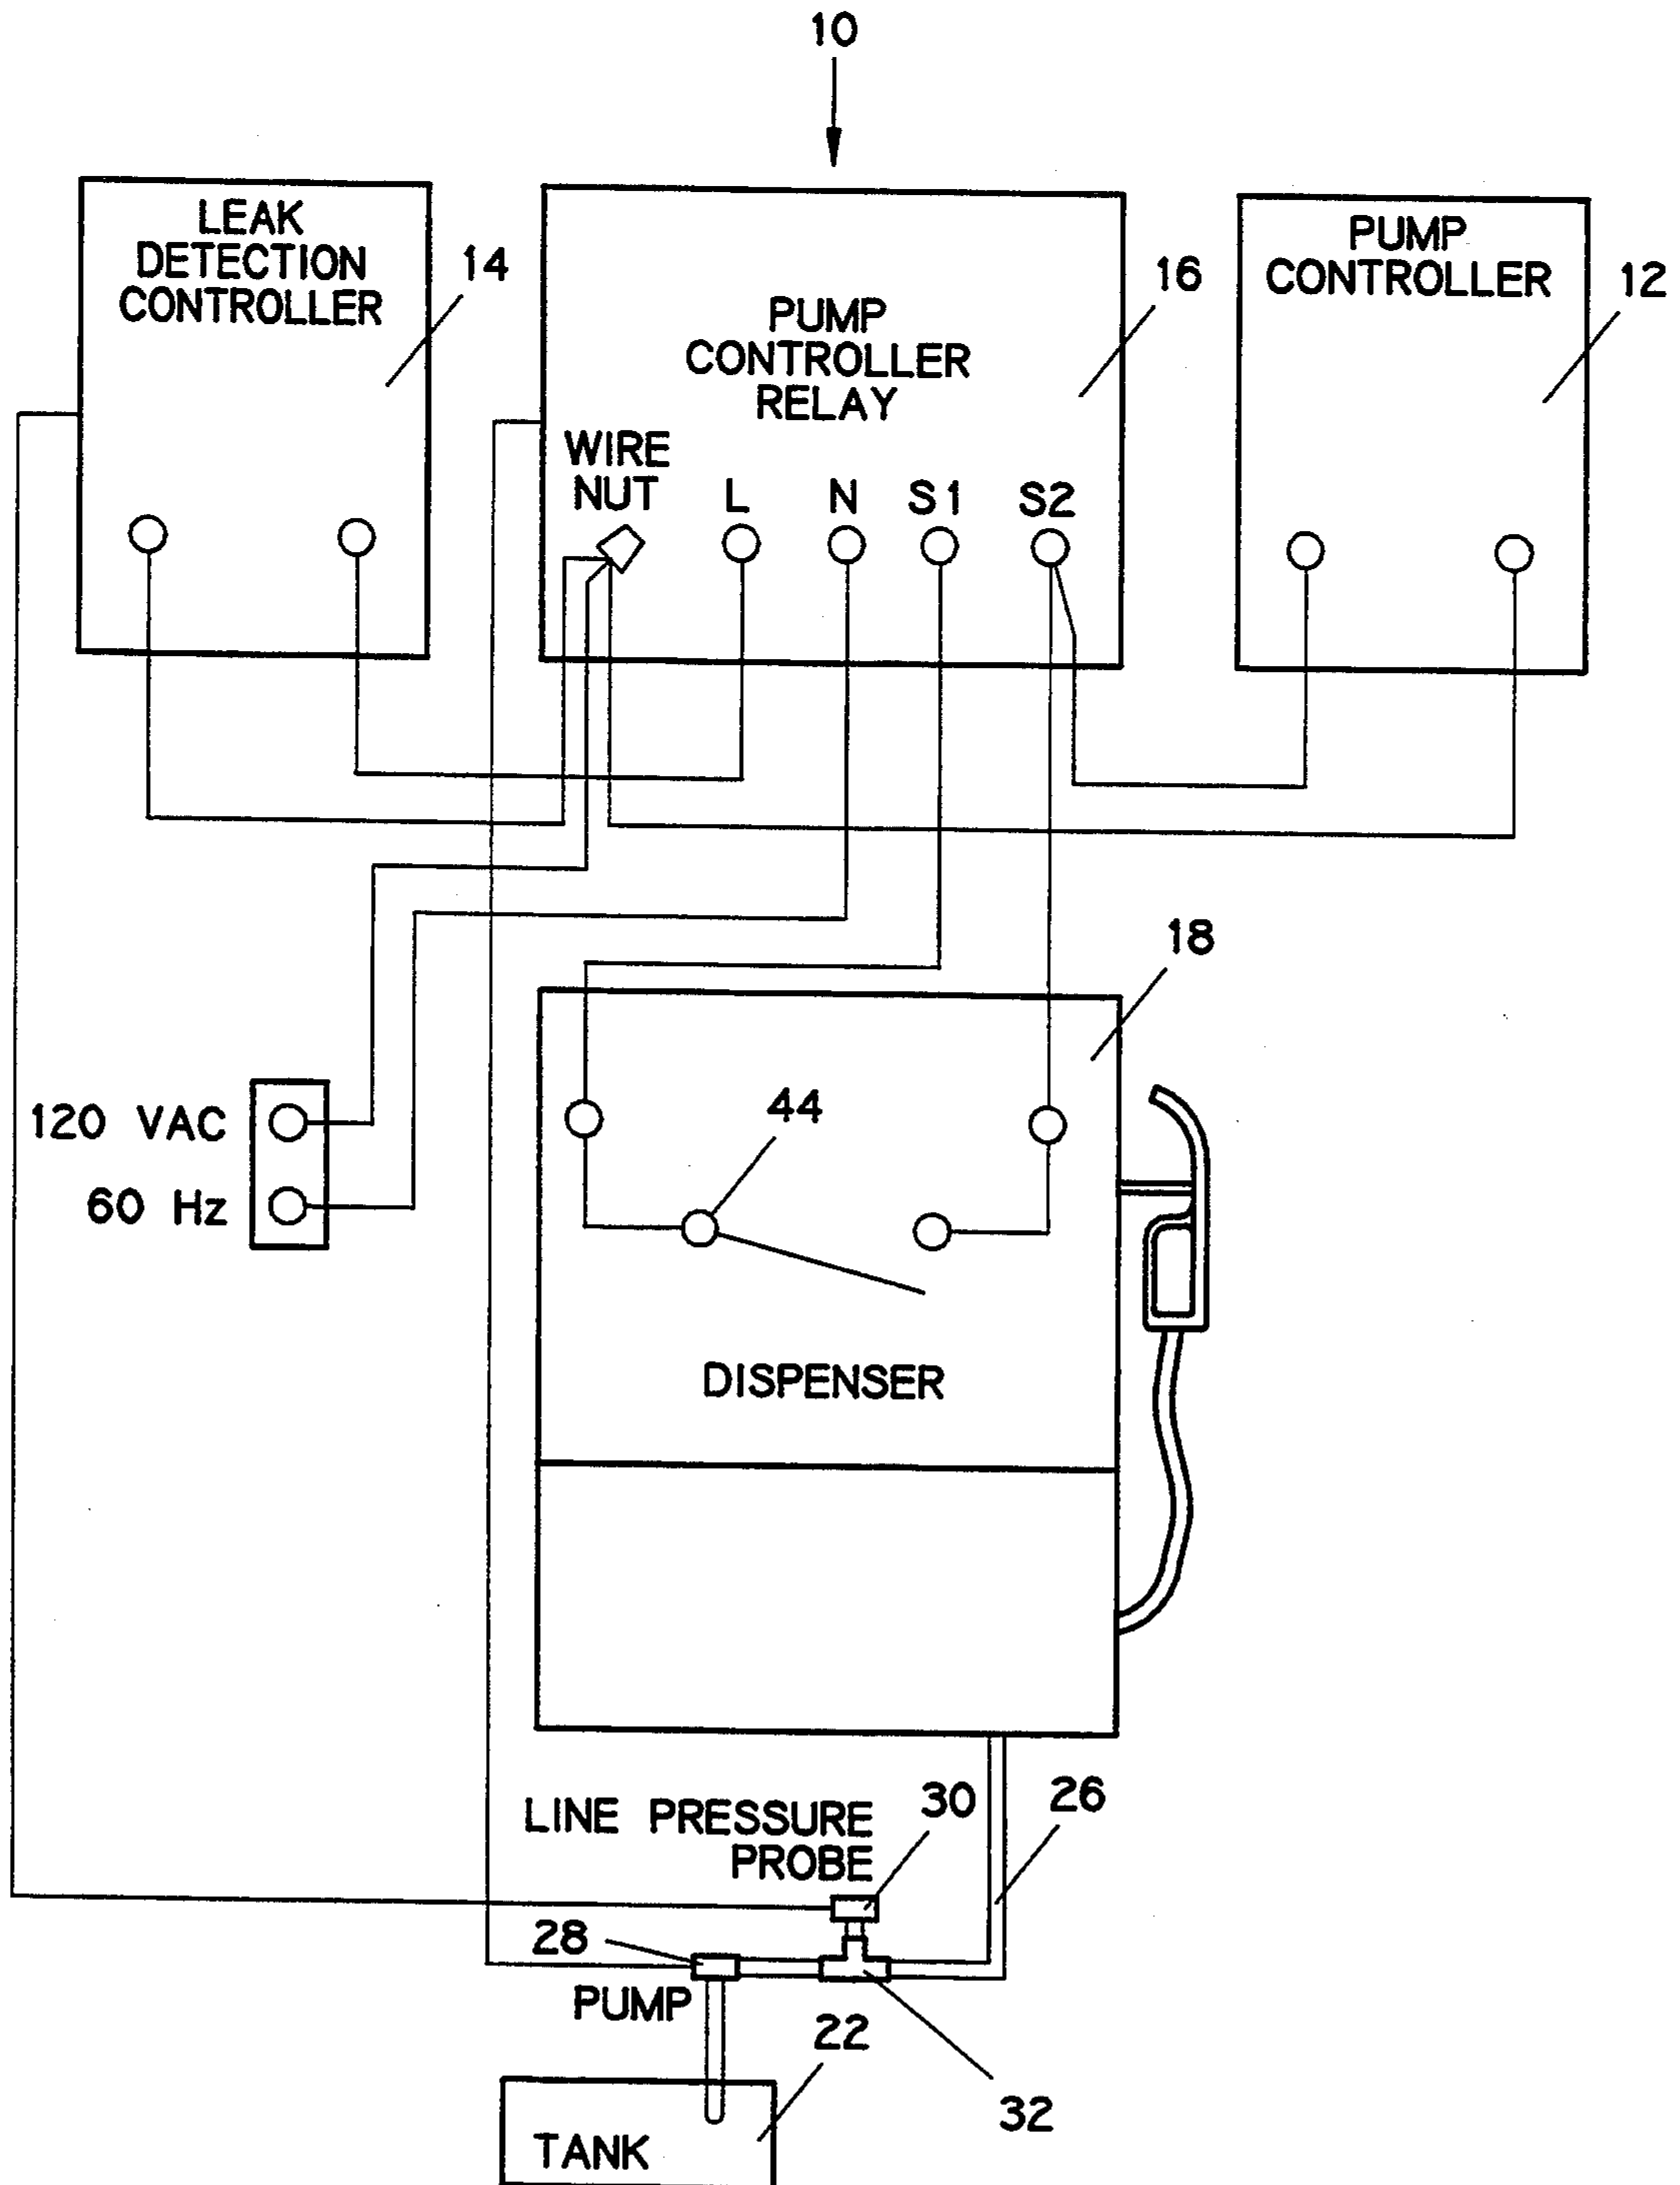 10
LEAK
DETECTION
CONTROLLER
14
PUMP
CONTROLLER
RELAY
16
PUMP
CONTROLLER
12
WIRE
NUT
L
N
S1
S2
18
120 VAC
60 Hz
44
DISPENSER
LINE PRESSURE
PROBE
30
26
28
PUMP
22
32
TANK